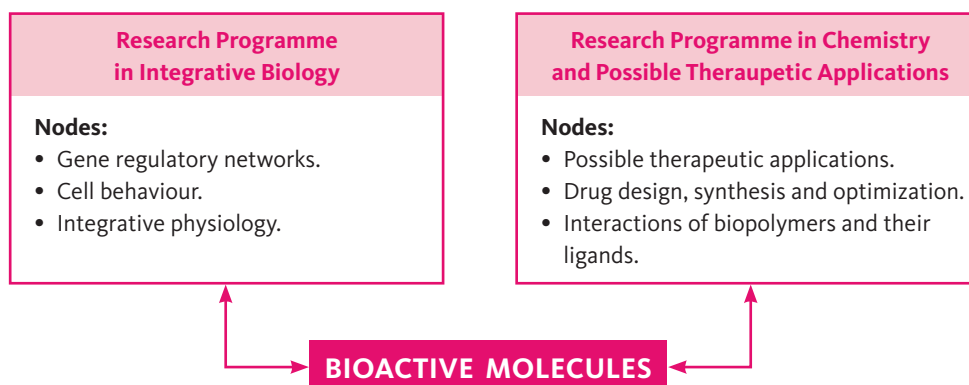 Research Programme
in Integrative Biology
Nodes:
• Gene regulatory networks.
• Cell behaviour.
• Integrative physiology.
Research Programme in Chemistry
and Possible Theraupetic Applications
Nodes:
• Possible therapeutic applications.
• Drug design, synthesis and optimization.
• Interactions of biopolymers and their
ligands.
BIOACTIVE MOLECULES